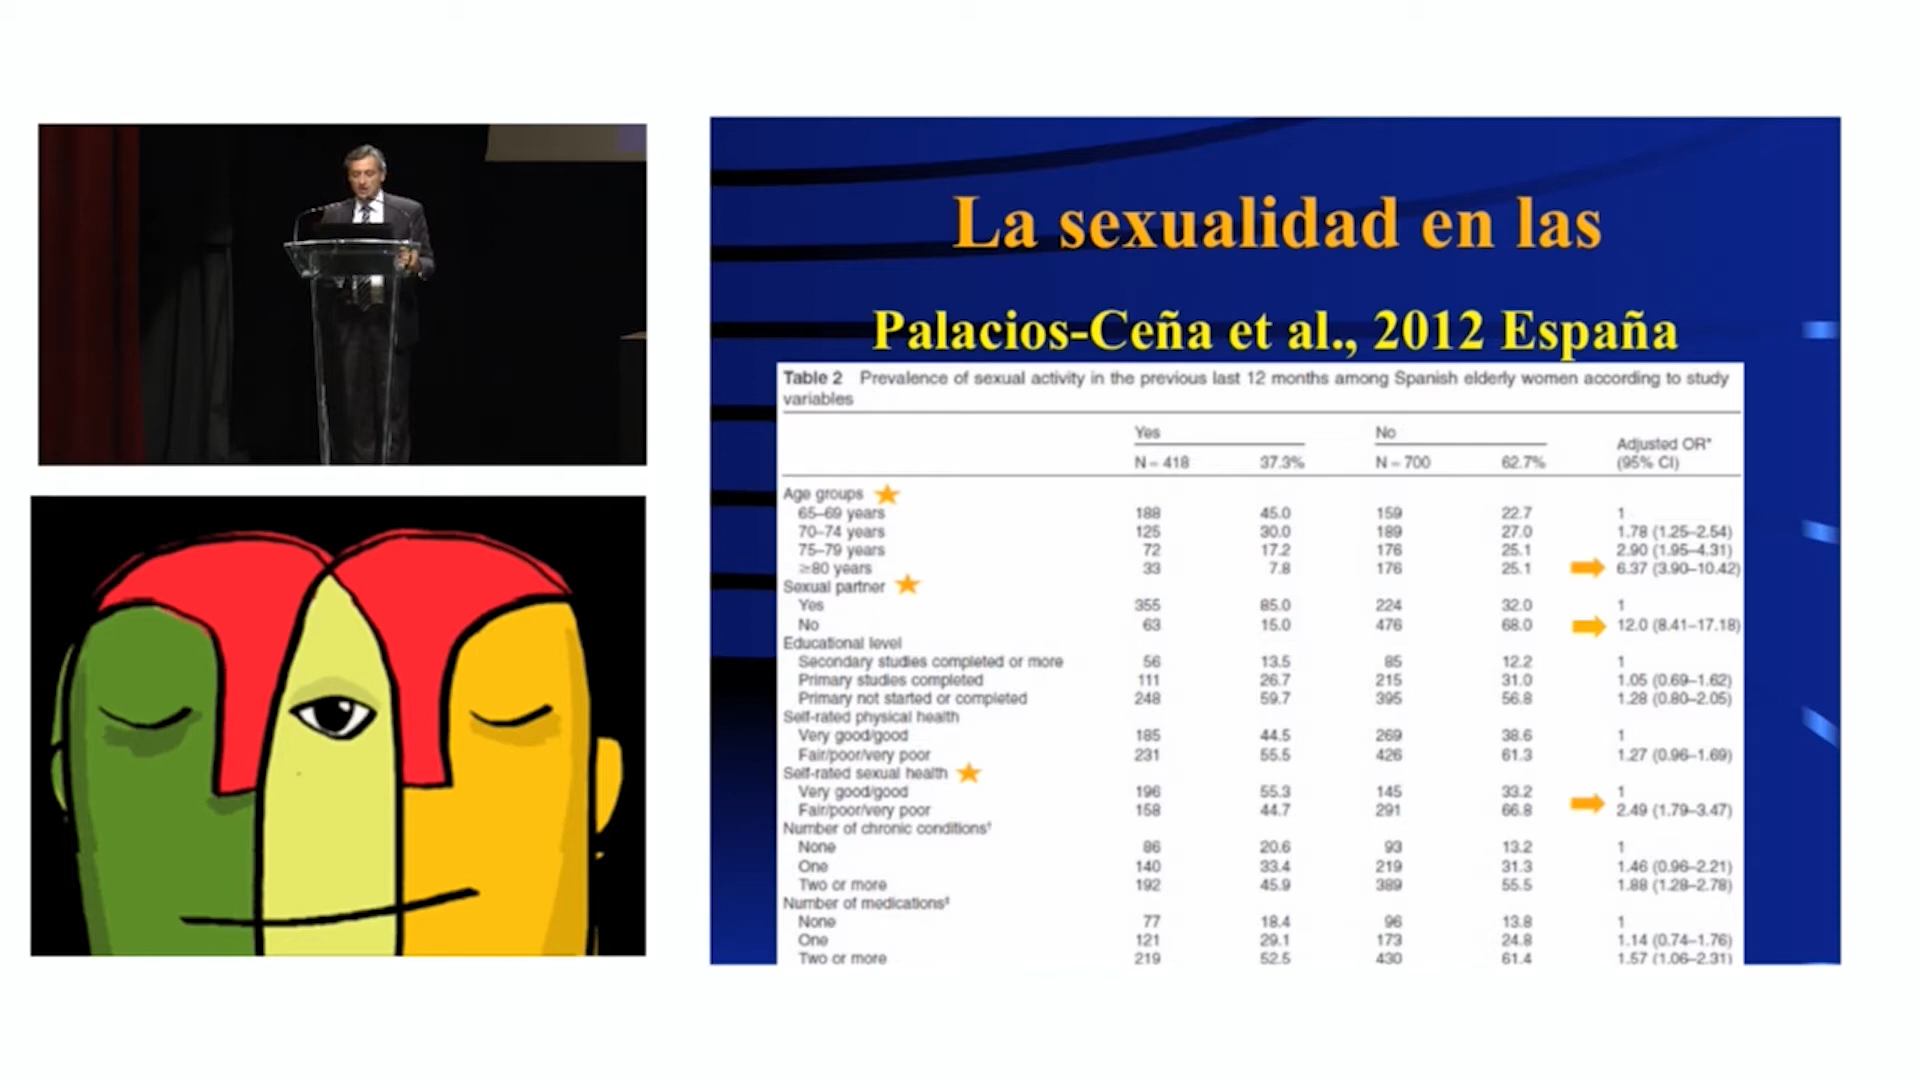 La sexualidad en las
Palacios-Ceña et al., 2012 España
Table 2 Prevalence of sexual activity in the previous last 12 months among Spanish elderly women according to study
variables
Yes No Adjusted OR*
N – 418 37.3% N – 700 62.7% (95% CI)
Age groups
65–69 years 188 45.0 159 22.7 1
70–74 years 125 30.0 189 27.0 1.78 (1.25–2.54)
75–79 years 72 17.2 176 25.1 2.90 (1.95–4.31)
≥80 years 33 7.8 176 25.1 6.37 (3.90–10.42)
Sexual partner
Yes 355 85.0 224 32.0 1
No 63 15.0 476 68.0 12.0 (8.41–17.18)
Educational level
Secondary studies completed or more 56 13.5 85 12.2 1
Primary studies completed 111 26.7 215 31.0 1.05 (0.69–1.62)
Primary not started or completed 248 59.7 395 56.8 1.28 (0.80–2.05)
Self-rated physical health
Very good/good 185 44.5 269 38.6 1
Fair/poor/very poor 231 55.5 426 61.3 1.27 (0.96–1.69)
Self-rated sexual health
Very good/good 196 55.3 145 33.2 1
Fair/poor/very poor 158 44.7 291 66.8 2.49 (1.79–3.47)
Number of chronic conditions†
None 86 20.6 93 13.2 1
One 140 33.4 219 31.3 1.46 (0.96–2.21)
Two or more 192 45.9 389 55.5 1.88 (1.28–2.78)
Number of medications‡
None 77 18.4 96 13.8 1
One 121 29.1 173 24.8 1.14 (0.74–1.76)
Two or more 219 52.5 430 61.4 1.57 (1.06–2.31)